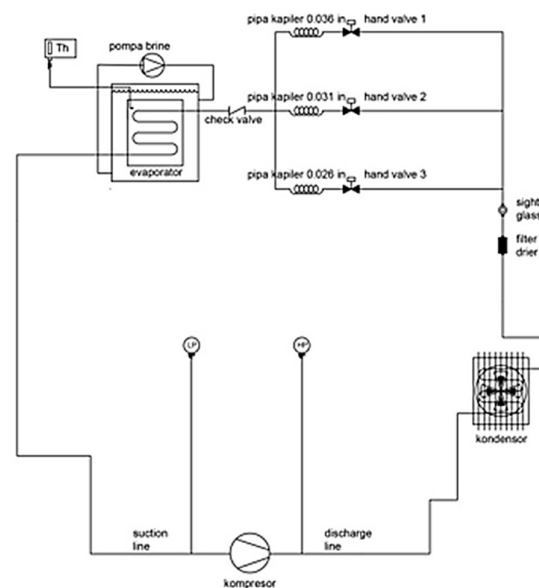 pipa kapiler 0.036 in
hand valve 1
Th
pompa brine
pipa kapiler 0.031 in
hand valve 2
check valve
evaporator
pipa kapiler 0.026 in
hand valve 3
sight
glass
filter
drier
LP
HP
kondensor
suction
line
discharge
line
kompresor